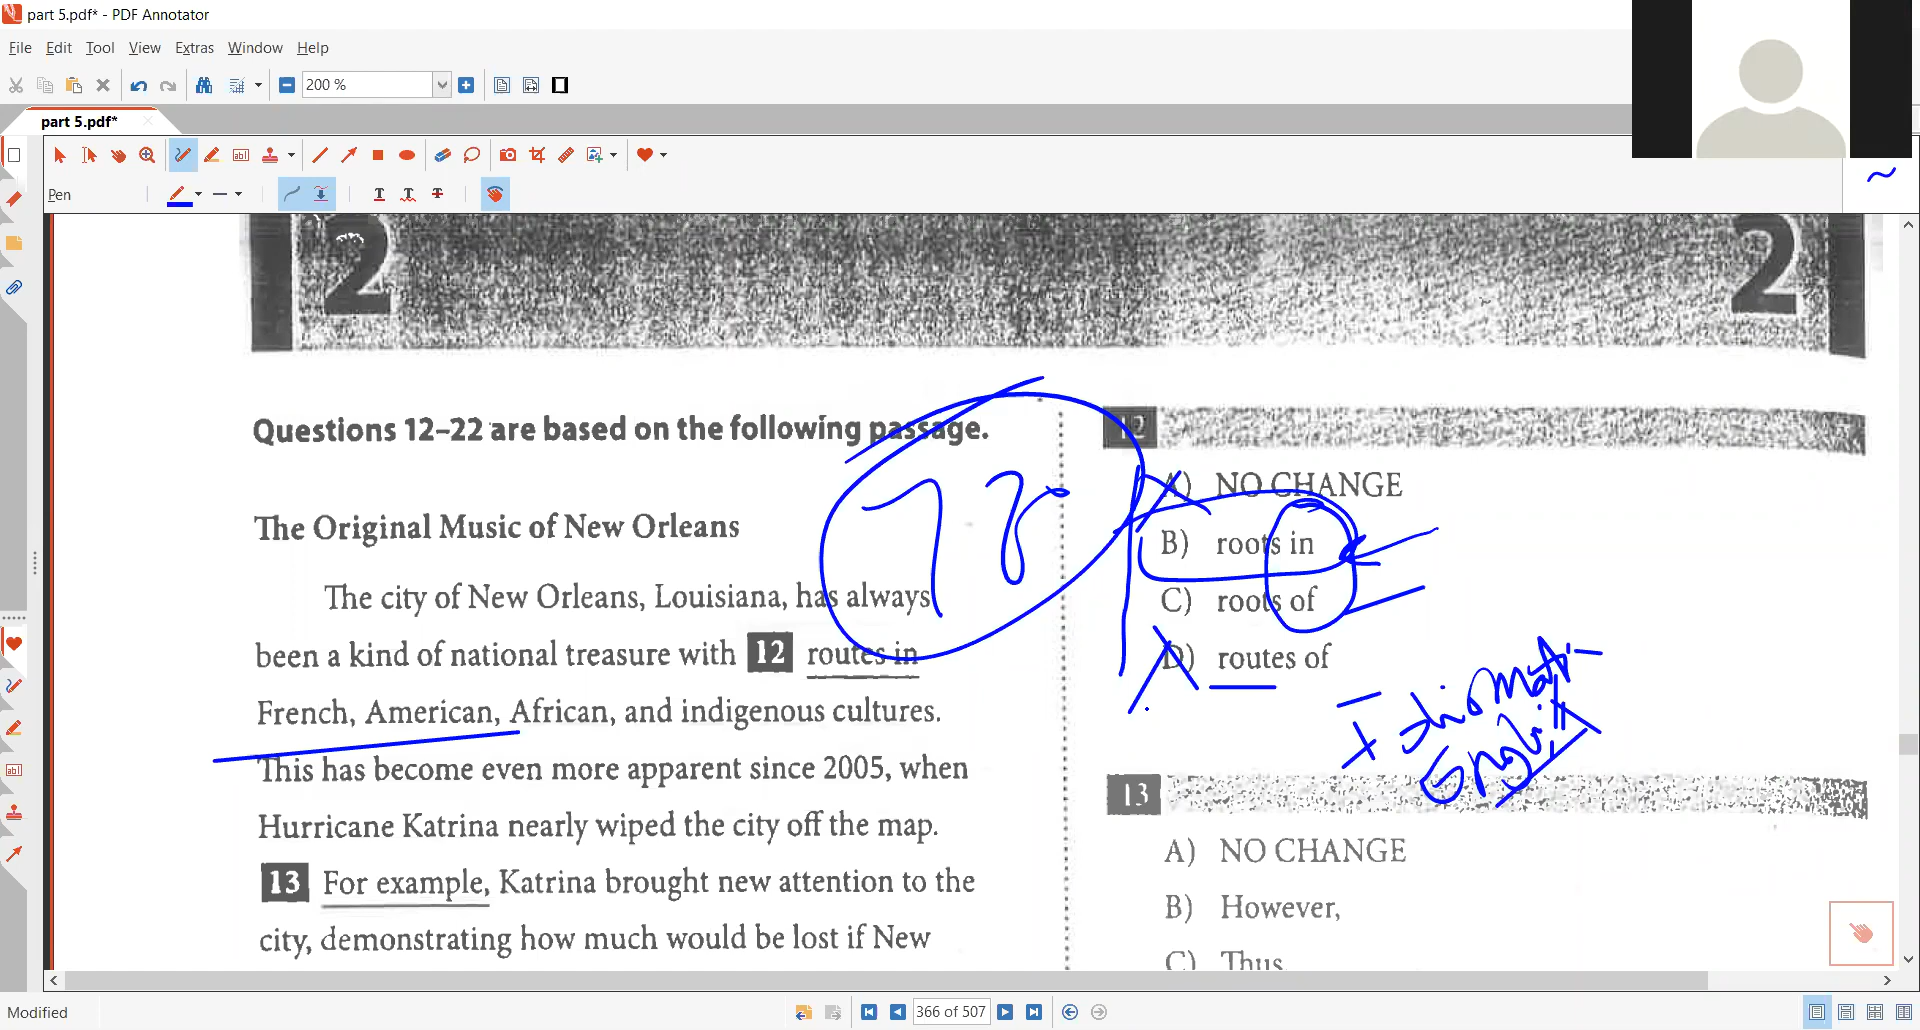 part 5.pdf* - PDF Annotator
File Edit Tool View Extras Window Help
200 %
part 5.pdf*
Pen
2
2
Questions 12–22 are based on the following passage.
The Original Music of New Orleans
The city of New Orleans, Louisiana, has always
been a kind of national treasure with 12 routes in
French, American, African, and indigenous cultures.
This has become even more apparent since 2005, when
Hurricane Katrina nearly wiped the city off the map.
13 For example, Katrina brought new attention to the
city, demonstrating how much would be lost if New
12
A) NO CHANGE
B) roots in
C) roots of
D) routes of
13
A) NO CHANGE
B) However,
C) Thus,
Modified
366 of 507